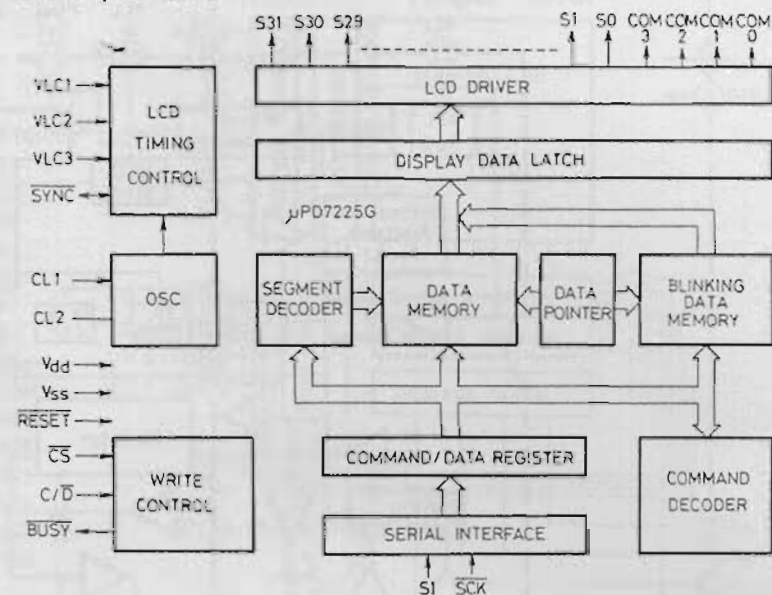 S31 S30 S29 S1 S0 COM COM COM COM
3 2 1 0
VLC1
VLC2
VLC3
SYNC
LCD
TIMING
CONTROL
LCD DRIVER
DISPLAY DATA LATCH
µPD7225G
CL1
CL2
OSC
SEGMENT
DECODER
DATA
MEMORY
DATA
POINTER
BLINKING
DATA
MEMORY
Vdd
Vss
RESET
CS
C/D
BUSY
WRITE
CONTROL
COMMAND/DATA REGISTER
SERIAL INTERFACE
COMMAND
DECODER
SI SCK